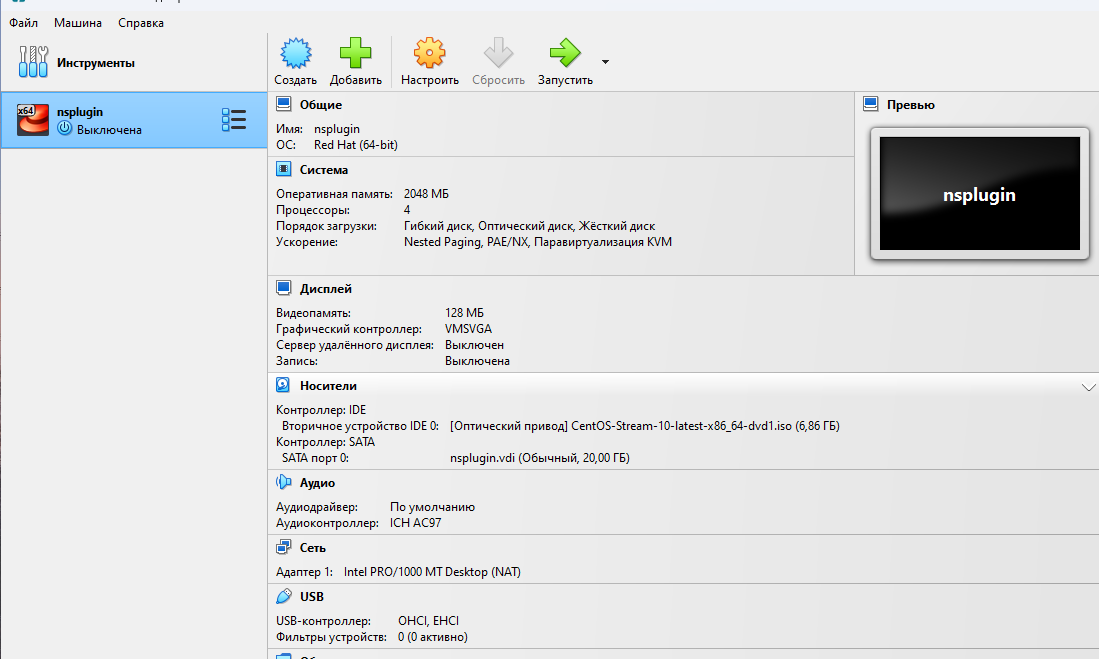 Файл Машина Справка
Инструменты
Создать Добавить Настроить Сбросить Запустить
x64
nsplugin
Выключена
Общие
Имя: nsplugin
ОС: Red Hat (64-bit)
Система
Оперативная память: 2048 МБ
Процессоры: 4
Порядок загрузки: Гибкий диск, Оптический диск, Жёсткий диск
Ускорение: Nested Paging, PAE/NX, Паравиртуализация KVM
Превью
nsplugin
Дисплей
Видеопамять: 128 МБ
Графический контроллер: VMSVGA
Сервер удалённого дисплея: Выключен
Запись: Выключена
Носители
Контроллер: IDE
Вторичное устройство IDE 0: [Оптический привод] CentOS-Stream-10-latest-x86_64-dvd1.iso (6,86 ГБ)
Контроллер: SATA
SATA порт 0: nsplugin.vdi (Обычный, 20,00 ГБ)
Аудио
Аудиодрайвер: По умолчанию
Аудиоконтроллер: ICH AC97
Сеть
Адаптер 1: Intel PRO/1000 MT Desktop (NAT)
USB
USB-контроллер: OHCI, EHCI
Фильтры устройств: 0 (0 активно)